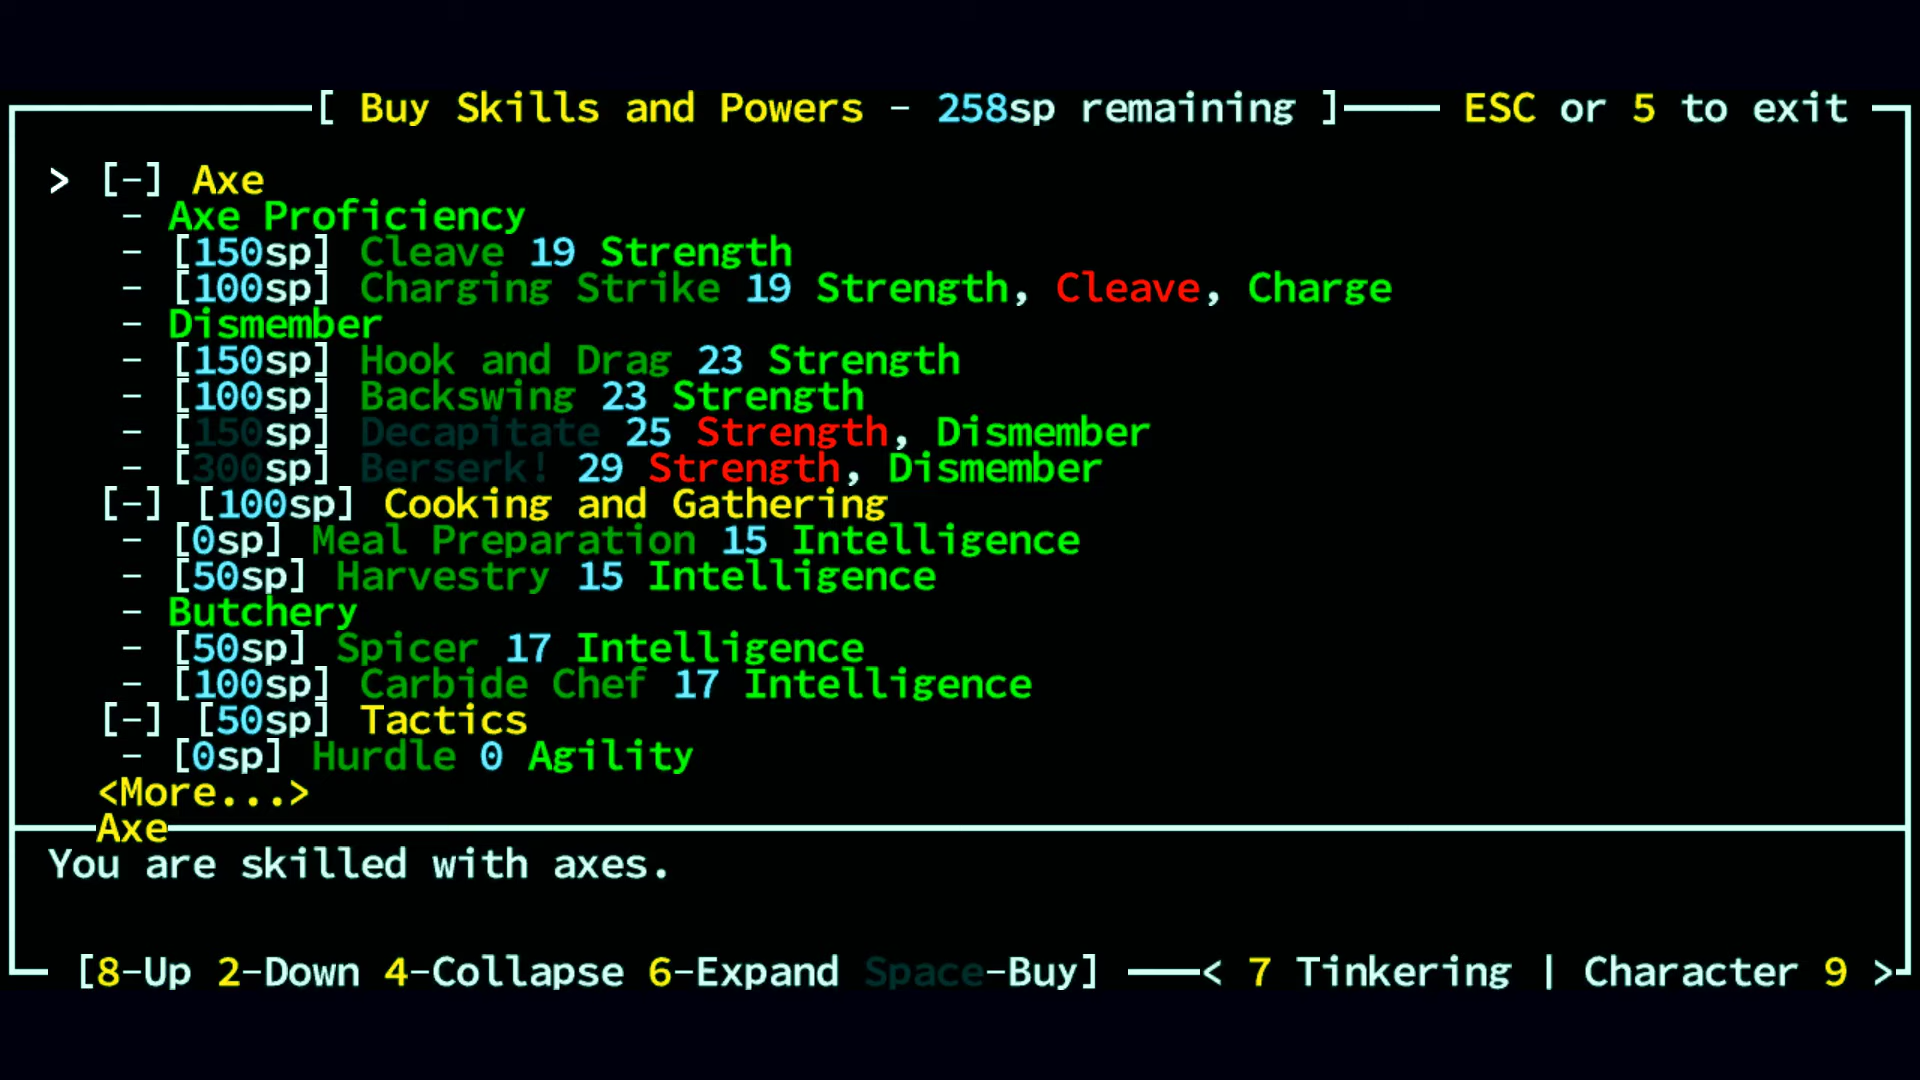 [ Buy Skills and Powers - 258sp remaining ] ESC or 5 to exit
> [-] Axe
- Axe Proficiency
- [150sp] Cleave 19 Strength
- [100sp] Charging Strike 19 Strength, Cleave, Charge
- Dismember
- [150sp] Hook and Drag 23 Strength
- [100sp] Backswing 23 Strength
- [150sp] Decapitate 25 Strength, Dismember
- [300sp] Berserk! 29 Strength, Dismember
[-] [100sp] Cooking and Gathering
- [0sp] Meal Preparation 15 Intelligence
- [50sp] Harvestry 15 Intelligence
- Butchery
- [50sp] Spicer 17 Intelligence
- [100sp] Carbide Chef 17 Intelligence
[-] [50sp] Tactics
- [0sp] Hurdle 0 Agility
<More...>
Axe
You are skilled with axes.
[8-Up 2-Down 4-Collapse 6-Expand Space-Buy] < 7 Tinkering | Character 9 >